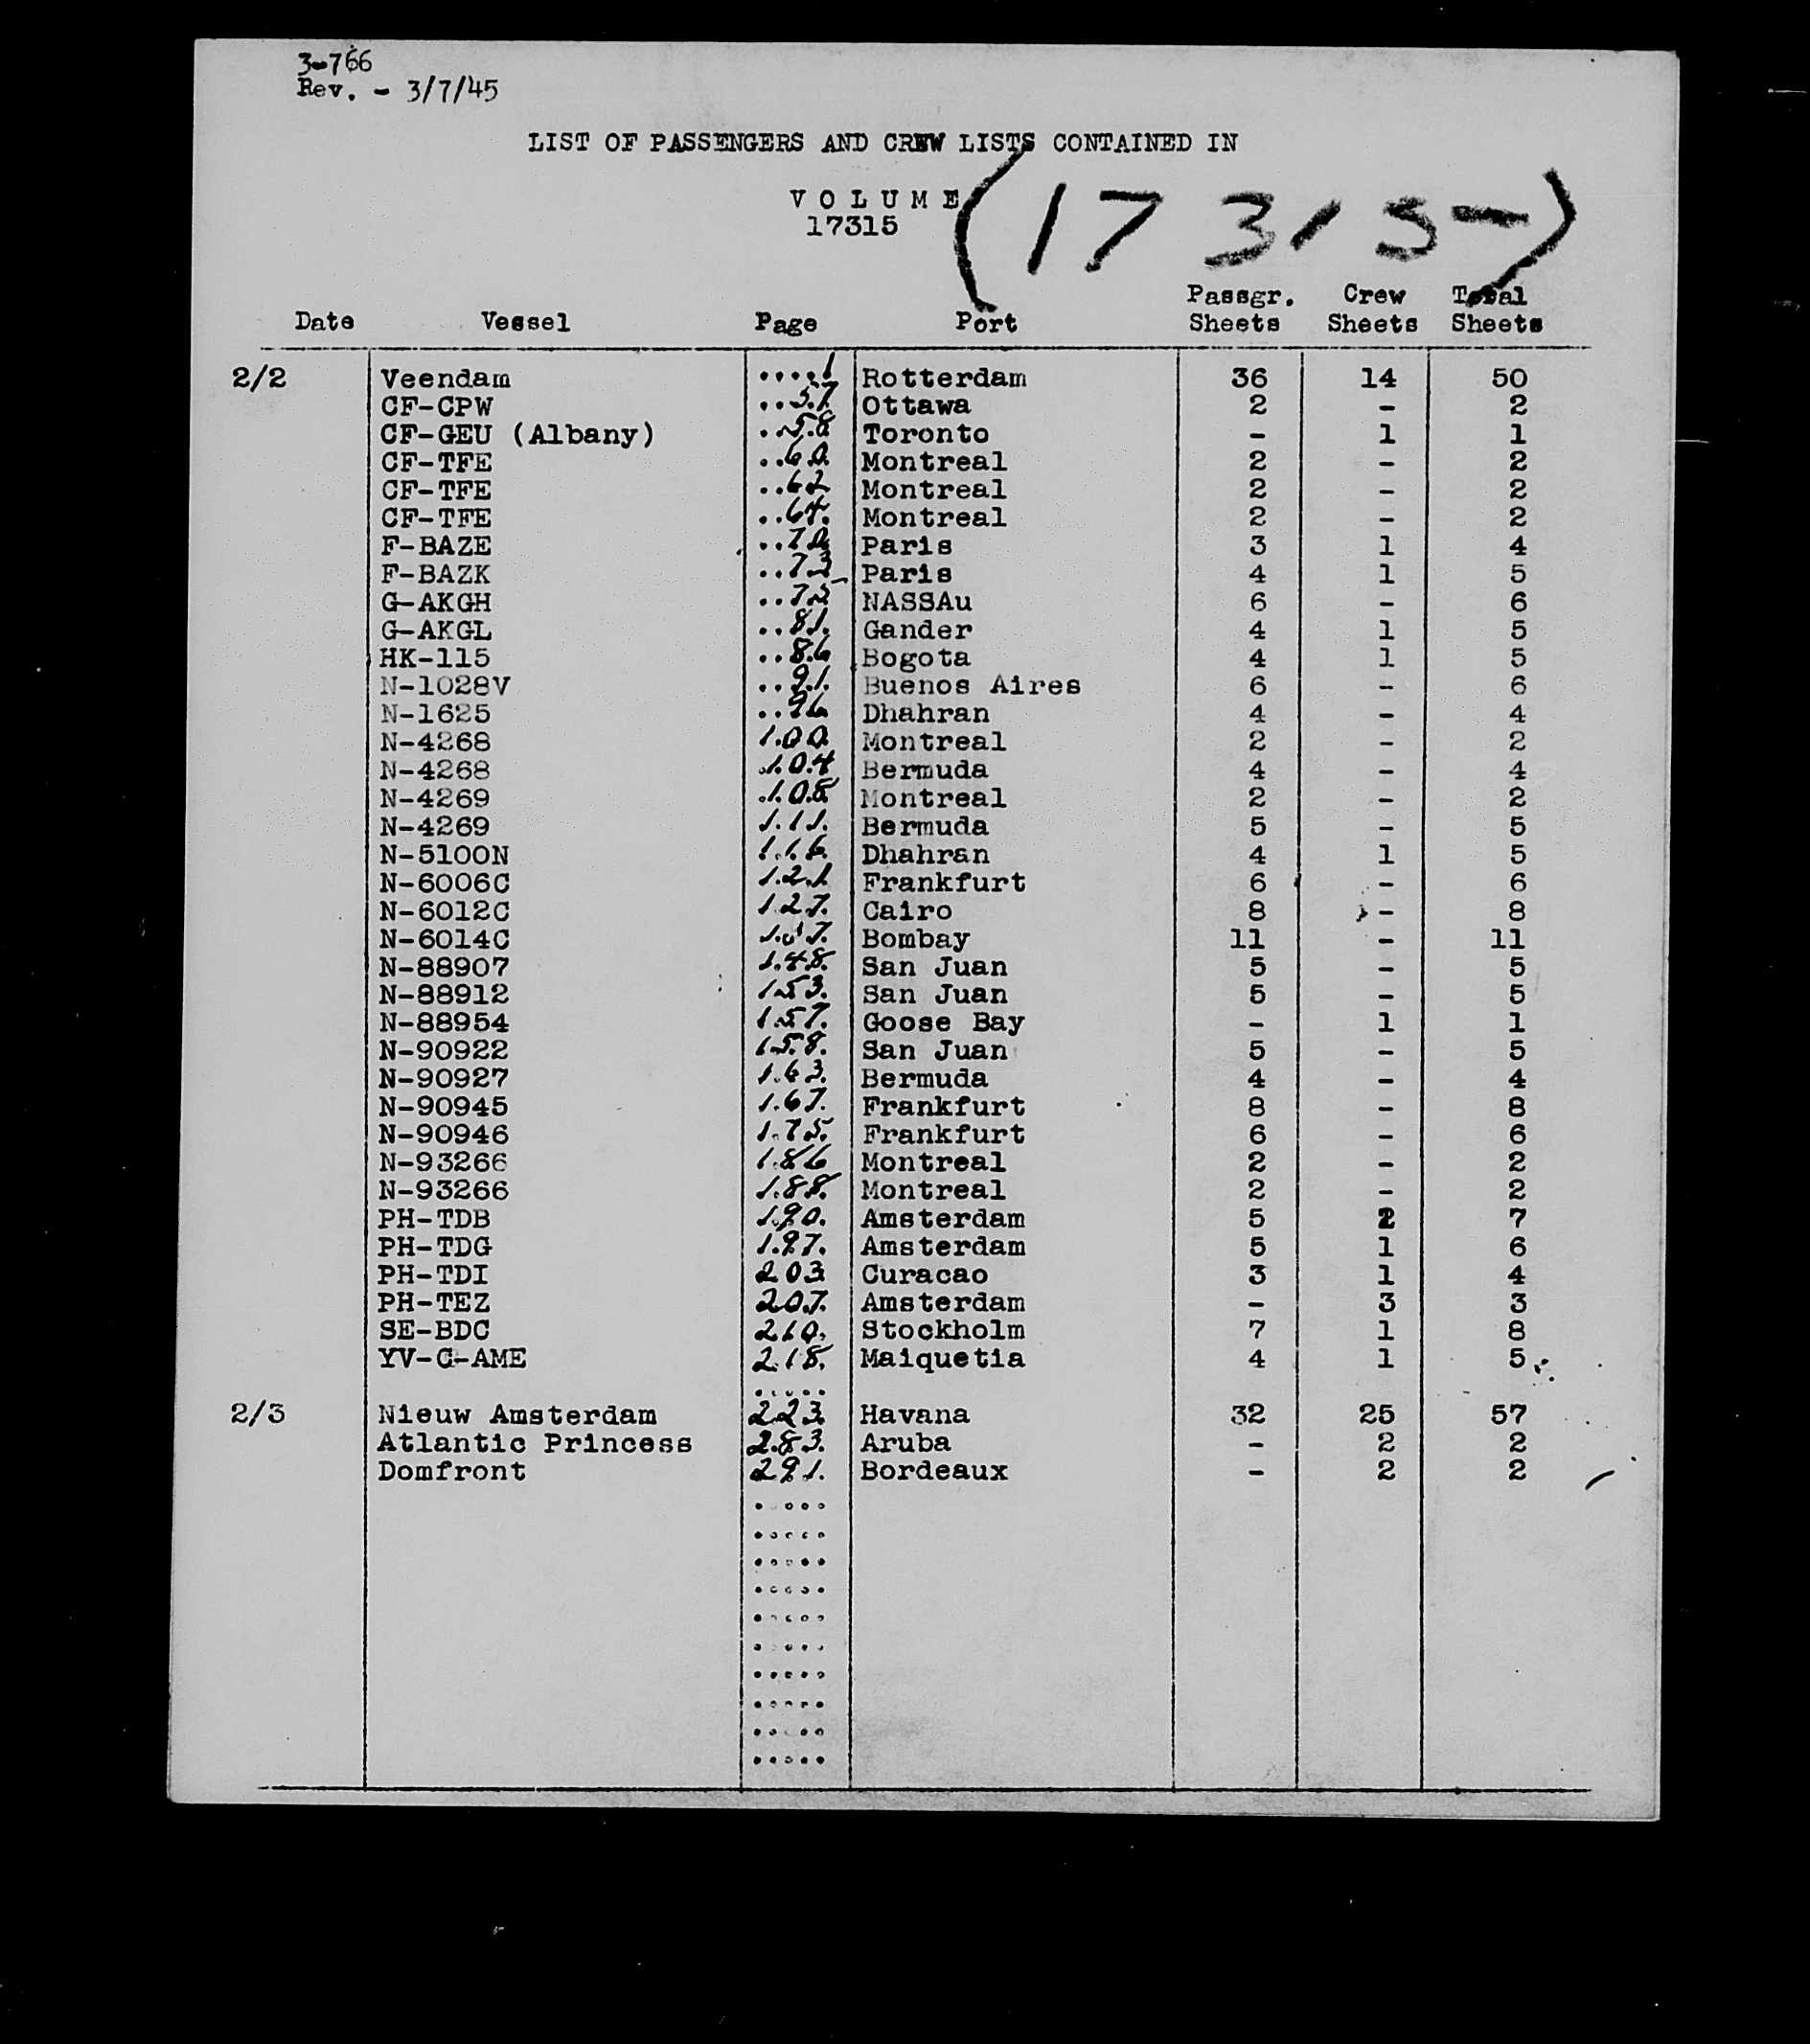 3-766
Rev. - 3/7/45
LIST OF PASSENGERS AND CREW LISTS CONTAINED IN
VOLUME
17315
(17315)
Date Vessel Page Port Passgr. Sheets Crew Sheets Total Sheets
2/2 Veendam 1 Rotterdam 36 14 50
CF-CPW Ottawa 2 - 2
CF-GEU (Albany) 58 Toronto - 1 1
CF-TFE 60 Montreal 2 - 2
CF-TFE 62 Montreal 2 - 2
CF-TFE 64 Montreal 2 - 2
F-BAZE 70 Paris 3 1 4
F-BAZK 73 Paris 4 1 5
G-AKGH 75 NASSAu 6 - 6
G-AKGL 81 Gander 4 1 5
HK-115 86 Bogota 4 1 5
N-1028V 91 Buenos Aires 6 - 6
N-1625 96 Dhahran 4 - 4
N-4268 100 Montreal 2 - 2
N-4268 104 Bermuda 4 - 4
N-4269 108 Montreal 2 - 2
N-4269 111 Bermuda 5 - 5
N-5100N 116 Dhahran 4 1 5
N-6006C 121 Frankfurt 6 - 6
N-6012C 127 Cairo 8 - 8
N-6014C Bombay 11 - 11
N-88907 148 San Juan 5 - 5
N-88912 153 San Juan 5 - 5
N-88954 157 Goose Bay - 1 1
N-90922 158 San Juan 5 - 5
N-90927 163 Bermuda 4 - 4
N-90945 167 Frankfurt 8 - 8
N-90946 175 Frankfurt 6 - 6
N-93266 186 Montreal 2 - 2
N-93266 188 Montreal 2 - 2
PH-TDB 190 Amsterdam 5 2 7
PH-TDG 197 Amsterdam 5 1 6
PH-TDI 203 Curacao 3 1 4
PH-TEZ 207 Amsterdam - 3 3
SE-BDC 210 Stockholm 7 1 8
YV-C-AME 218 Maiquetia 4 1 5
2/3 Nieuw Amsterdam 223 Havana 32 25 57
Atlantic Princess 283 Aruba - 2 2
Domfront 291 Bordeaux - 2 2